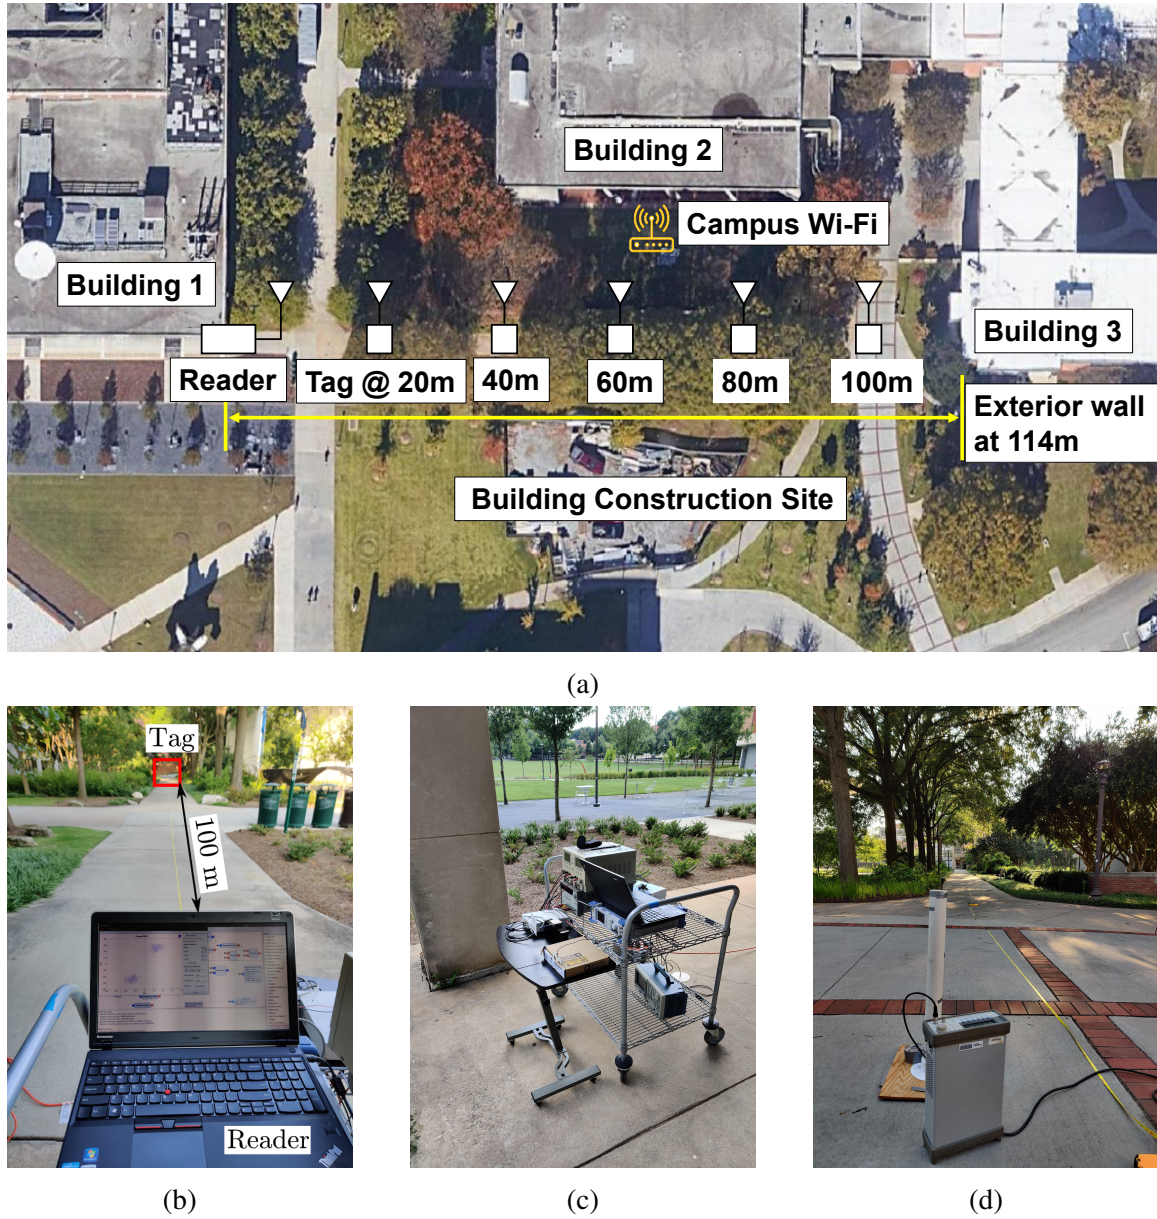 Building 2
Campus Wi-Fi
Building 1
Building 3
Reader
Tag @ 20m
40m
60m
80m
100m
Exterior wall
at 114m
Building Construction Site
(a)
Tag
100 m
Reader
ThinkPad
(b)
(c)
(d)